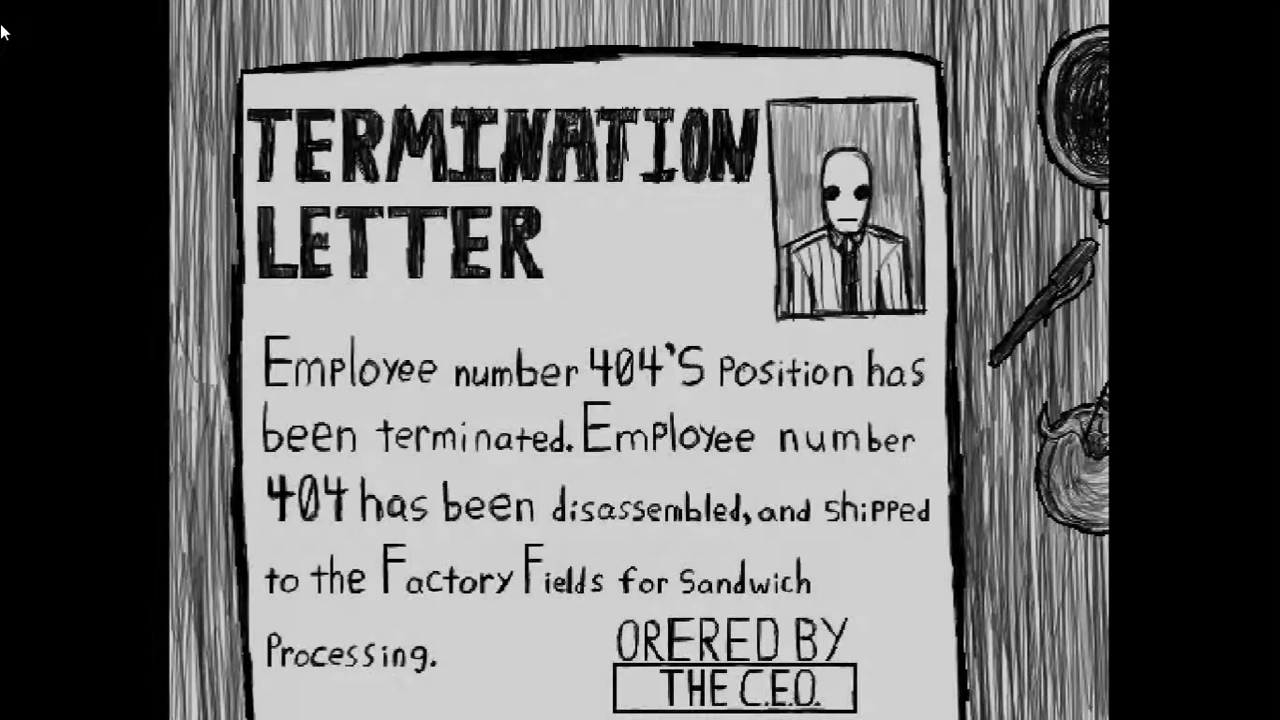 TERMINATION
LETTER
Employee number 404'S Position has
been terminated. Employee number
404 has been disassembled, and shipped
to the Factory Fields for Sandwich
Processing.
ORERED BY
THE C.E.O.